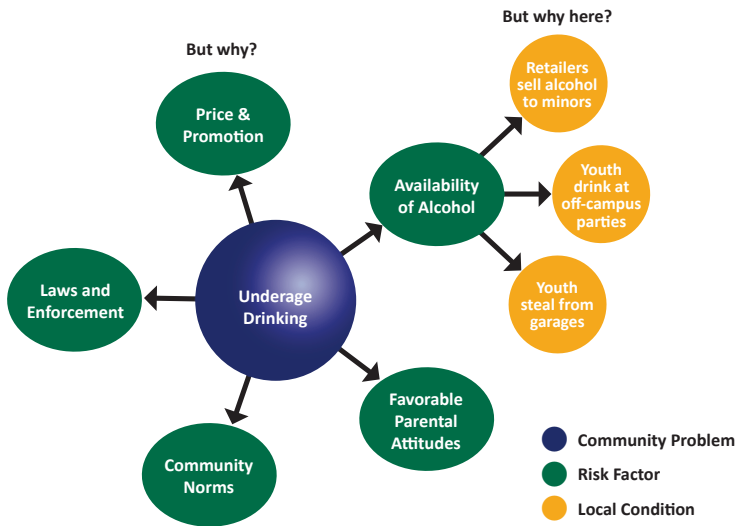 But why?
But why here?
Price &
Promotion
Retailers
sell alcohol
to minors
Availability
of Alcohol
Youth
drink at
off-campus
parties
Laws and
Enforcement
Underage
Drinking
Youth
steal from
garages
Favorable
Parental
Attitudes
Community
Norms
Community Problem
Risk Factor
Local Condition